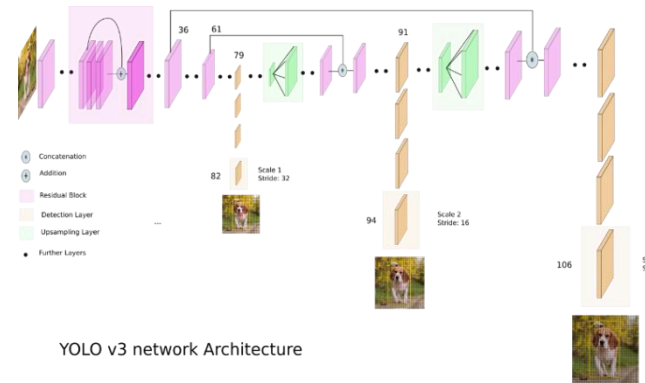 36
61
79
91
82
Scale 1
Stride: 32
94
Scale 2
Stride: 16
106
Concatenation
Addition
Residual Block
Detection Layer
Upsampling Layer
Further Layers
...
YOLO v3 network Architecture